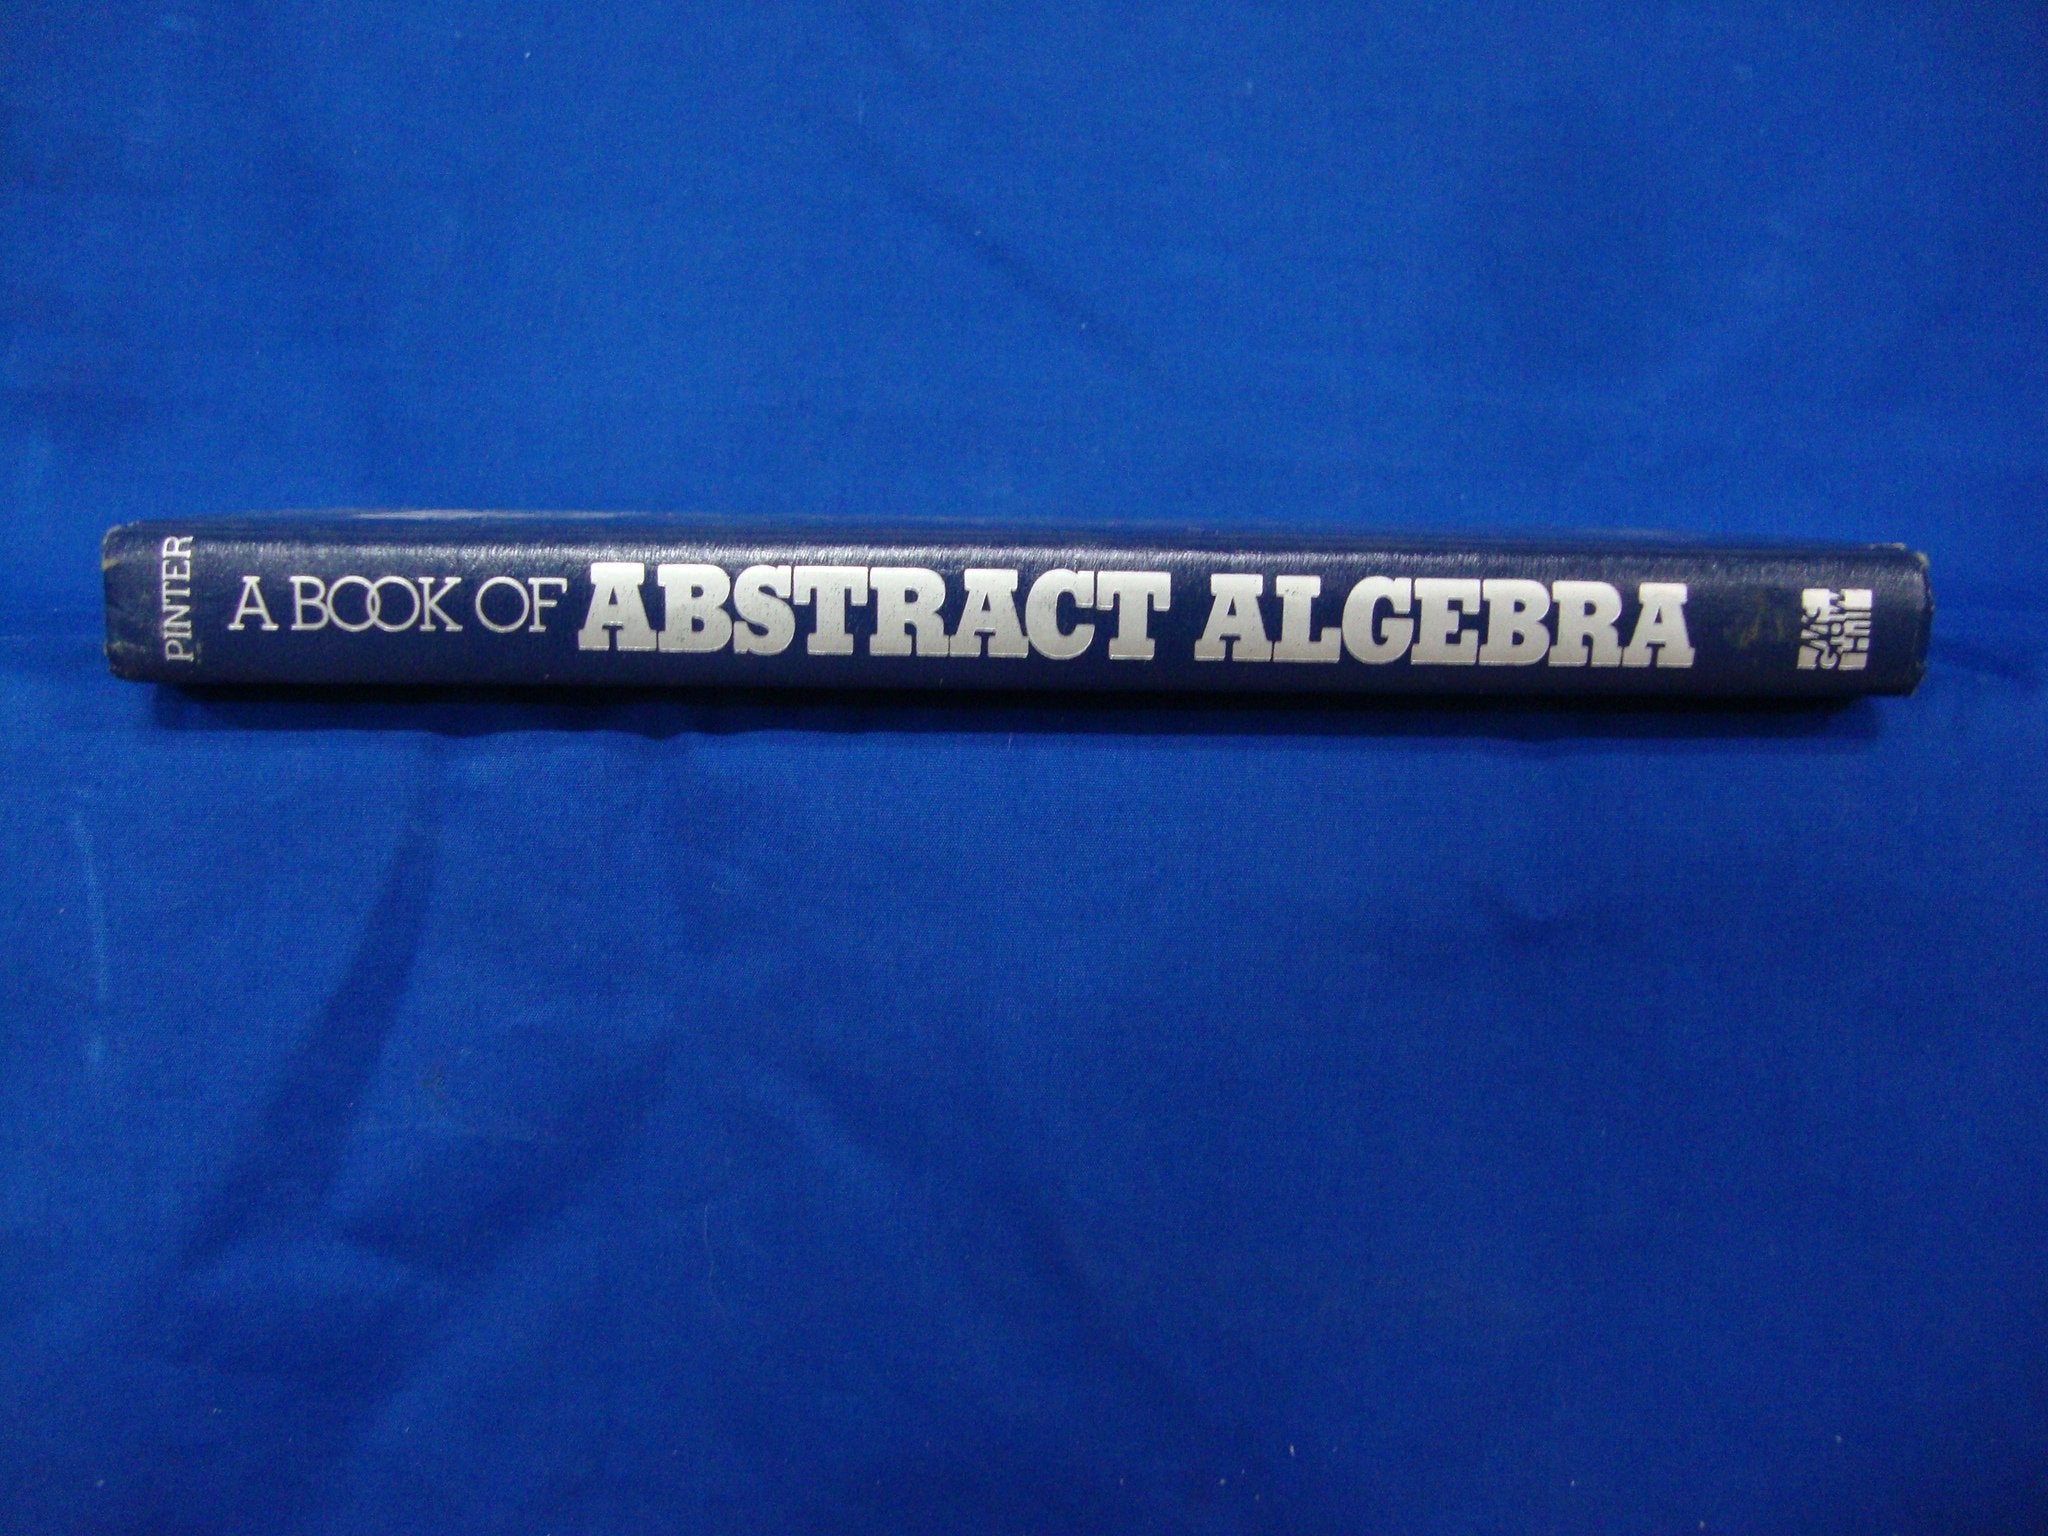 PINTER
A BOOK OF ABSTRACT ALGEBRA